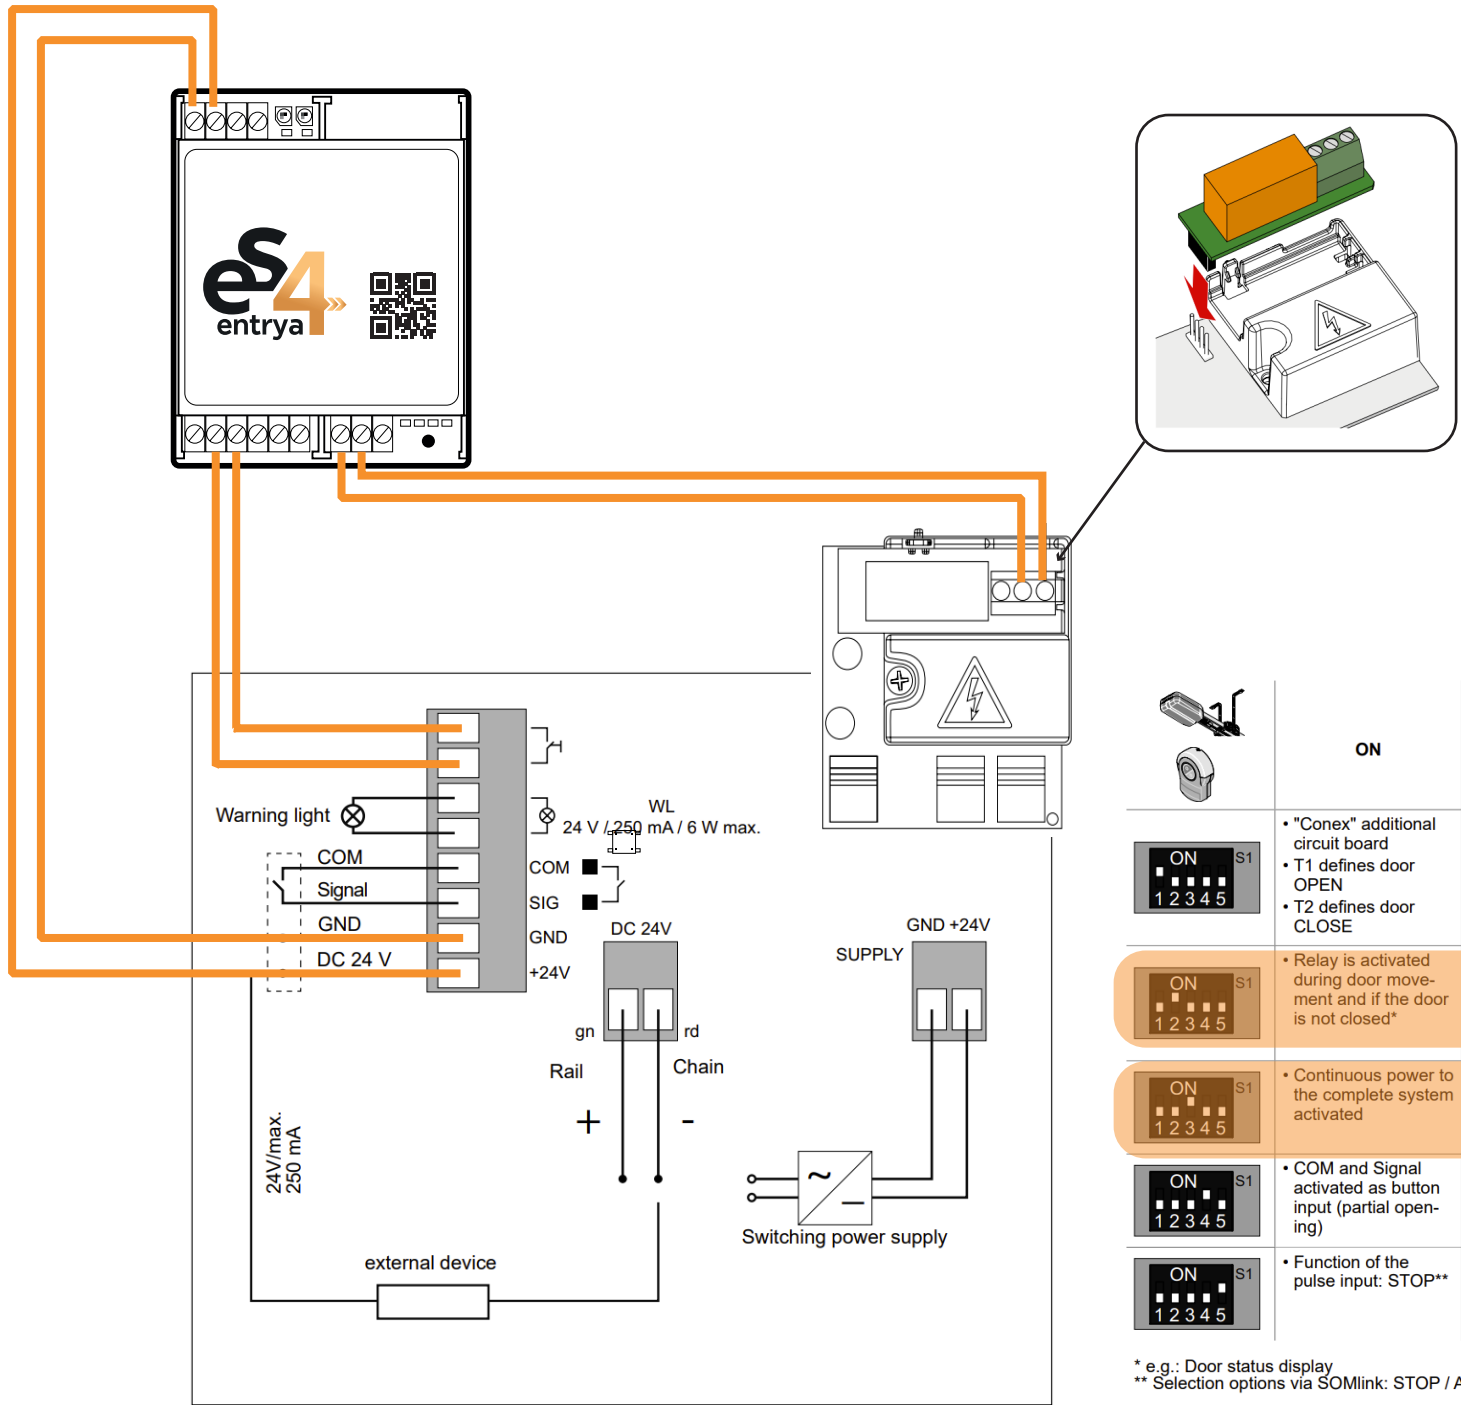 es4
entrya
Warning light
COM
Signal
GND
DC 24 V
WL
24 V / 250 mA / 6 W max.
COM
SIG
GND
+24V
DC 24V
gn
rd
Rail
Chain
+
-
GND +24V
SUPPLY
24V/max.
250 mA
external device
~
–
Switching power supply
ON
ON
S1
1 2 3 4 5
• "Conex" additional
circuit board
• T1 defines door
OPEN
• T2 defines door
CLOSE
ON
S1
1 2 3 4 5
• Relay is activated
during door move-
ment and if the door
is not closed*
ON
S1
1 2 3 4 5
• Continuous power to
the complete system
activated
ON
S1
1 2 3 4 5
• COM and Signal
activated as button
input (partial open-
ing)
ON
S1
1 2 3 4 5
• Function of the
pulse input: STOP**
* e.g.: Door status display
** Selection options via SOMlink: STOP / A